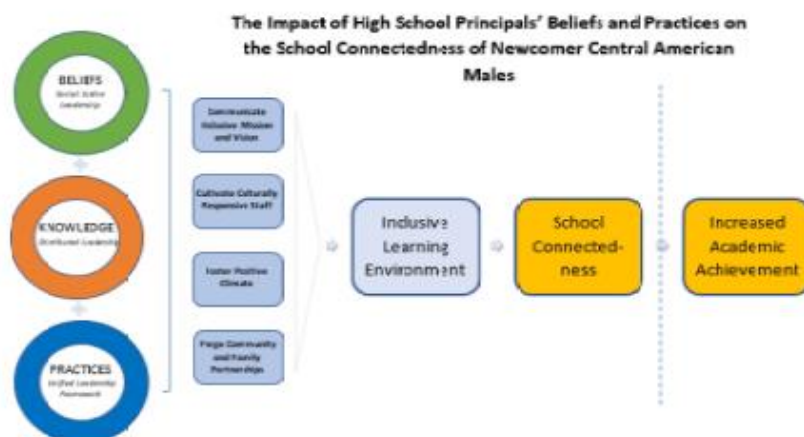 The Impact of High School Principals' Beliefs and Practices on
the School Connectedness of Newcomer Central American
Males
BELIEFS
Social Justice
Leadership
KNOWLEDGE
Distributed Leadership
PRACTICES
Unified Leadership
Framework
Communicate
Inclusive Mission
and Vision
Cultivate Culturally
Responsive Staff
Foster Positive
Climate
Forge Community
and Family
Partnerships
Inclusive
Learning
Environment
School
Connected-
ness
Increased
Academic
Achievement